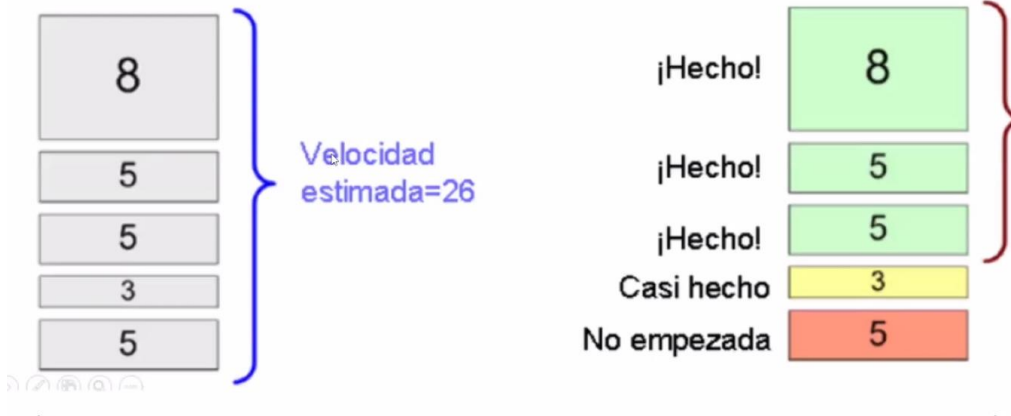 8
5
5
3
5
Velocidad
estimada=26
¡Hecho! 8
¡Hecho! 5
¡Hecho! 5
Casi hecho 3
No empezada 5